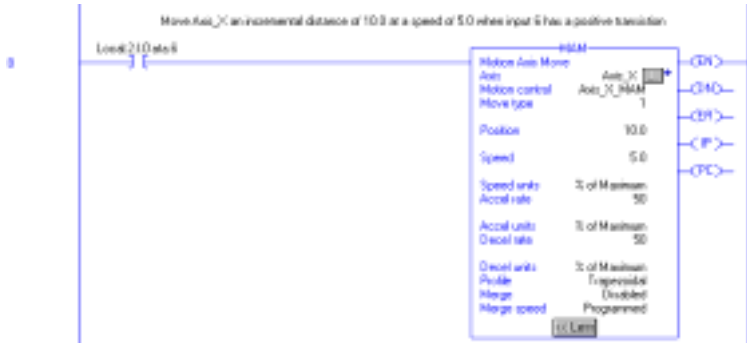 Move Axis_X an incremental distance of 10.0 at a speed of 5.0 when input 6 has a positive transistion
0
Local:2:I.Data.6
MAM
Motion Axis Move
Axis Axis_X ...
Motion control Axis_X_MAM
Move type 1
Position 10.0
Speed 5.0
Speed units % of Maximum
Accel rate 50
Accel units % of Maximum
Decel rate 50
Decel units % of Maximum
Profile Trapezoidal
Merge Disabled
Merge speed Programmed
<< Less
EN
DN
ER
IP
PC